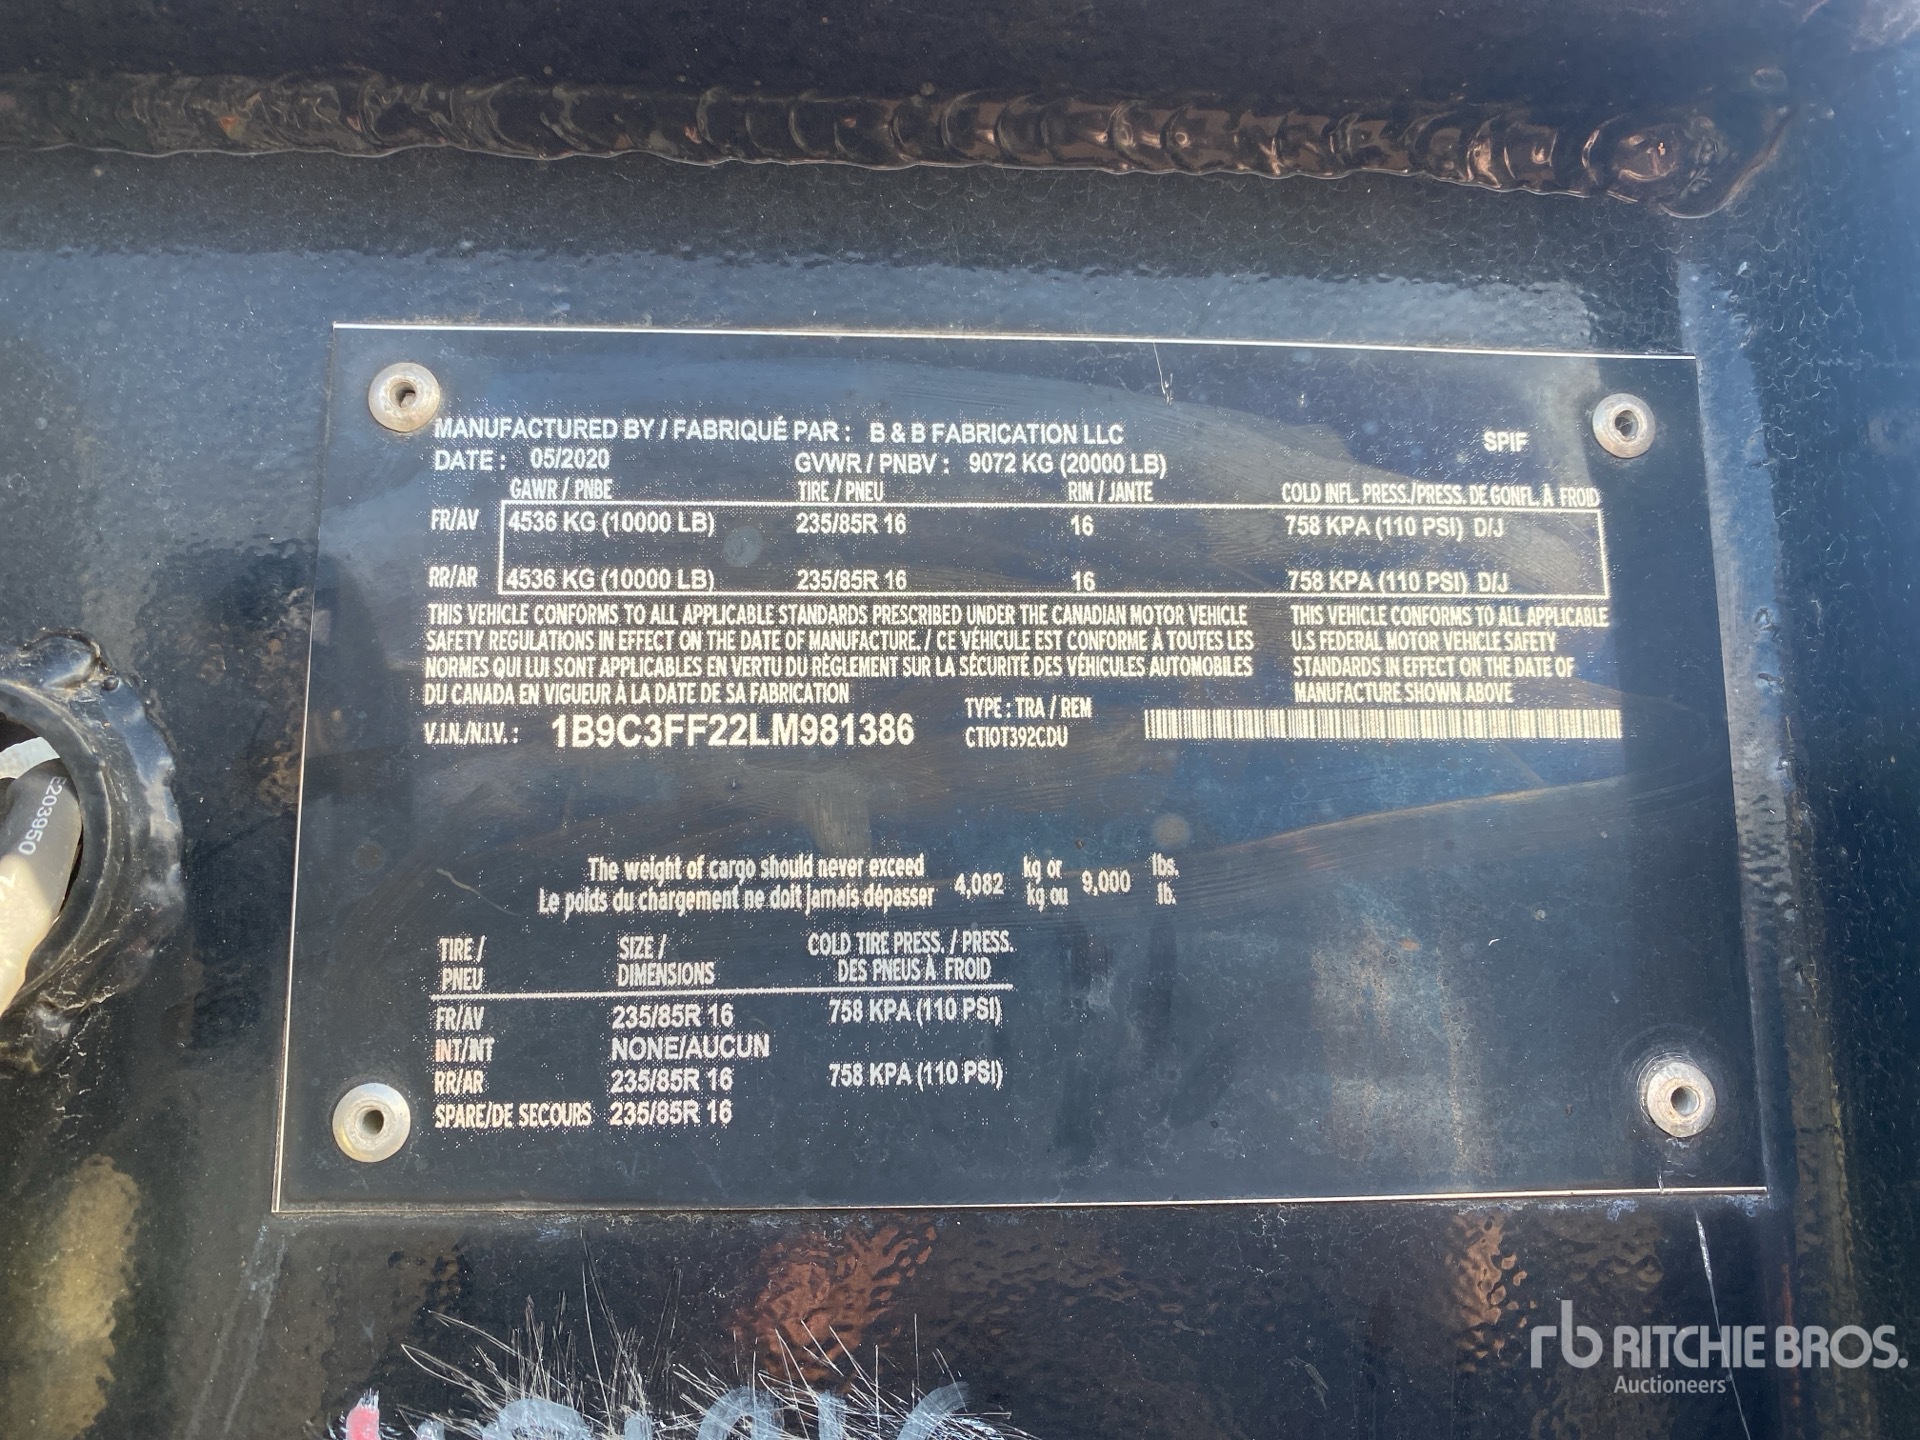 MANUFACTURED BY / FABRIQUÉ PAR : B & B FABRICATION LLC SPIF
DATE : 05/2020 GVWR / PNBV : 9072 KG (20000 LB)
GAWR / PNBE TIRE / PNEU RIM / JANTE COLD INFL. PRESS./PRESS. DE GONFL. À FROID
FR/AV 4536 KG (10000 LB) 235/85R 16 16 758 KPA (110 PSI) D/J
RR/AR 4536 KG (10000 LB) 235/85R 16 16 758 KPA (110 PSI) D/J
THIS VEHICLE CONFORMS TO ALL APPLICABLE STANDARDS PRESCRIBED UNDER THE CANADIAN MOTOR VEHICLE
SAFETY REGULATIONS IN EFFECT ON THE DATE OF MANUFACTURE. / CE VÉHICULE EST CONFORME À TOUTES LES
NORMES QUI LUI SONT APPLICABLES EN VERTU DU RÈGLEMENT SUR LA SÉCURITÉ DES VÉHICULES AUTOMOBILES
DU CANADA EN VIGUEUR À LA DATE DE SA FABRICATION
THIS VEHICLE CONFORMS TO ALL APPLICABLE
U.S FEDERAL MOTOR VEHICLE SAFETY
STANDARDS IN EFFECT ON THE DATE OF
MANUFACTURE SHOWN ABOVE
V.I.N./N.I.V. : 1B9C3FF22LM981386
TYPE : TRA / REM
CT10T392CDU
The weight of cargo should never exceed 4,082 kg or 9,000 lbs.
Le poids du chargement ne doit jamais dépasser kg ou lb.
TIRE / SIZE / COLD TIRE PRESS. / PRESS.
PNEU DIMENSIONS DES PNEUS À FROID
FR/AV 235/85R 16 758 KPA (110 PSI)
INT/INT NONE/AUCUN
RR/AR 235/85R 16 758 KPA (110 PSI)
SPARE/DE SECOURS 235/85R 16
E203950
rb RITCHIE BROS.
Auctioneers